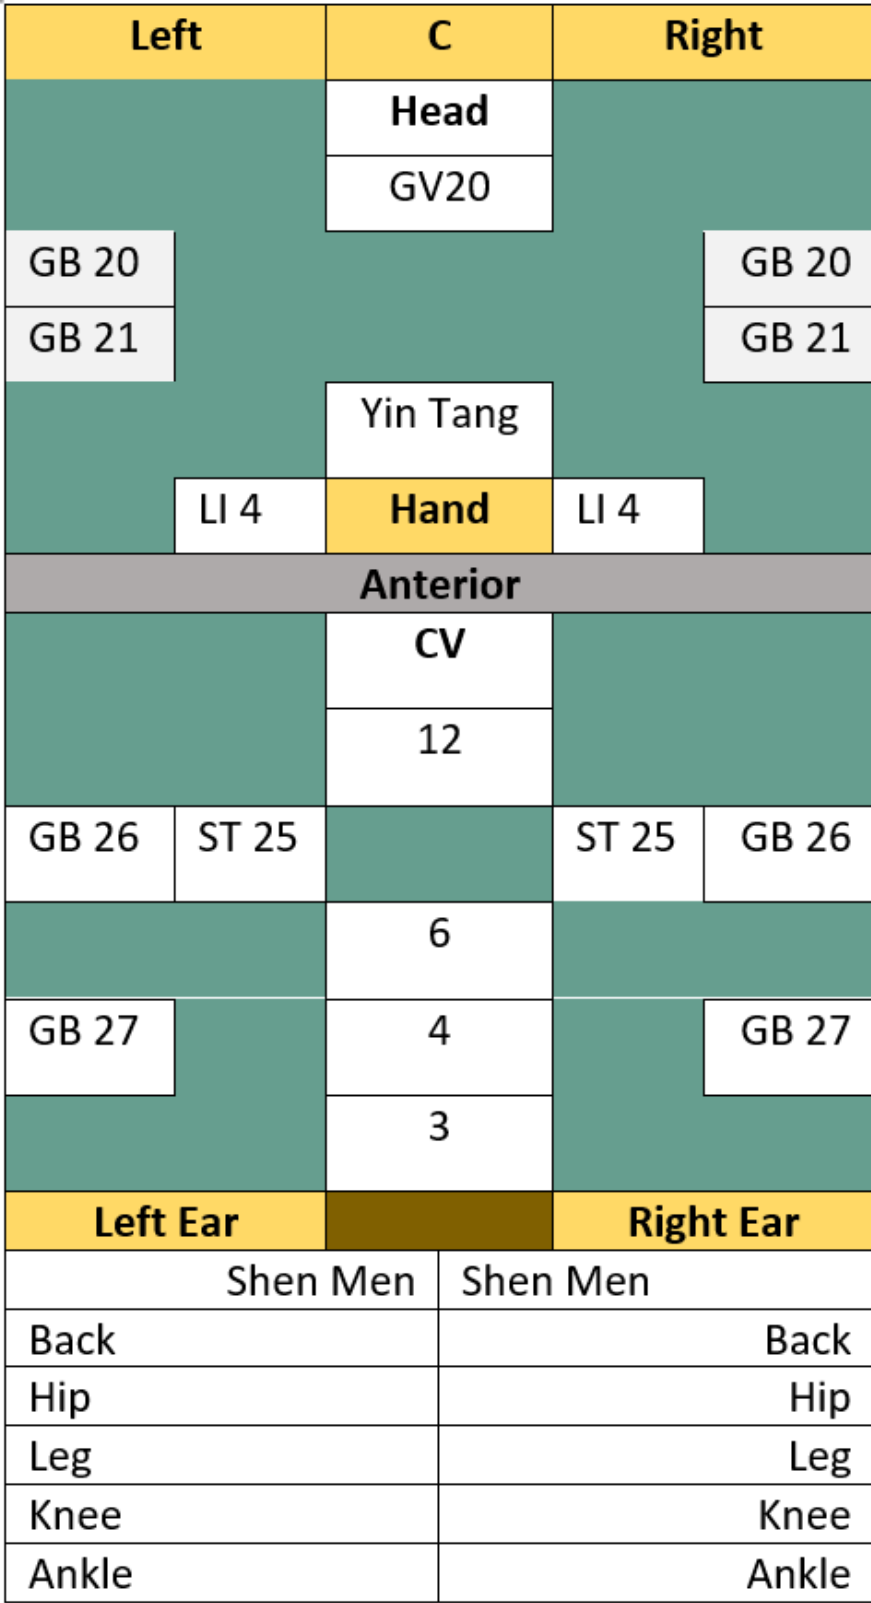 Left C Right
Head
GV20
GB 20 GB 20
GB 21 GB 21
Yin Tang
LI 4 Hand LI 4
Anterior
CV
12
GB 26 ST 25 ST 25 GB 26
6
GB 27 4 GB 27
3
Left Ear Right Ear
Shen Men Shen Men
Back Back
Hip Hip
Leg Leg
Knee Knee
Ankle Ankle